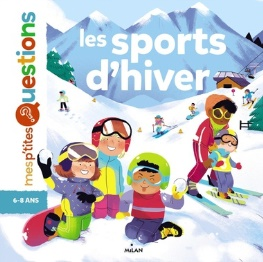 les sports
d'hiver
mes p'tites Questions
6-8 ANS
MILAN